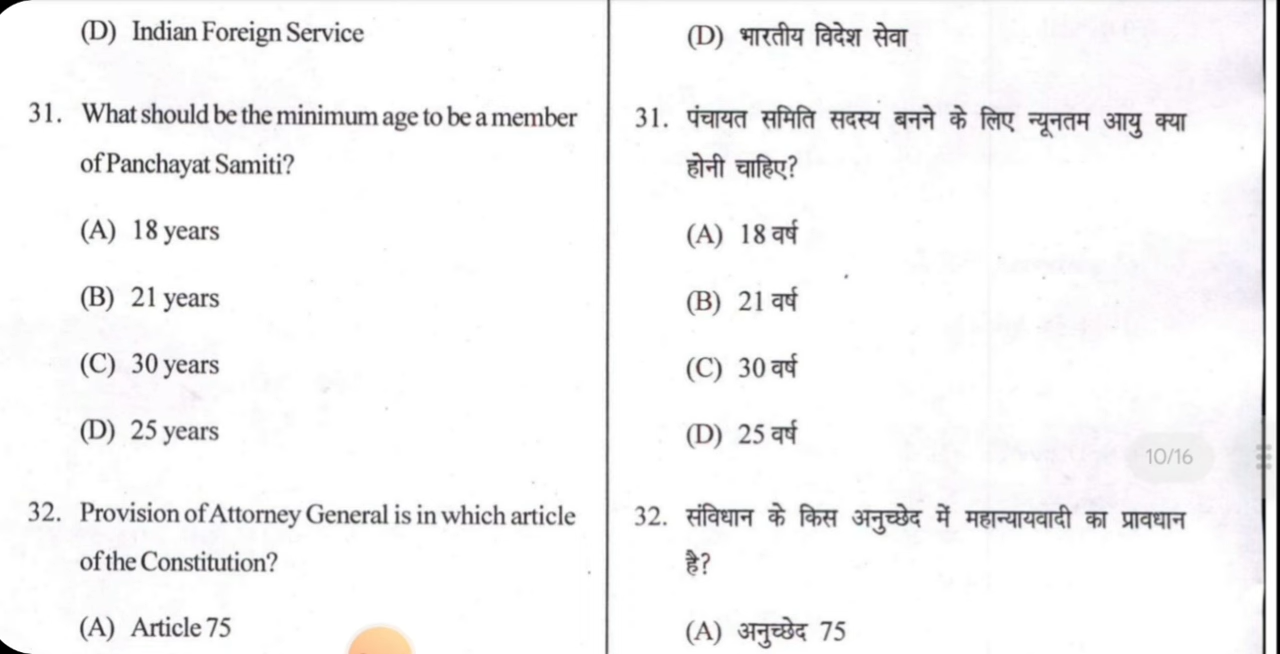 (D) Indian Foreign Service
31. What should be the minimum age to be a member
of Panchayat Samiti?
(A) 18 years
(B) 21 years
(C) 30 years
(D) 25 years
32. Provision of Attorney General is in which article
of the Constitution?
(A) Article 75
(D) भारतीय विदेश सेवा
31. पंचायत समिति सदस्य बनने के लिए न्यूनतम आयु क्या
होनी चाहिए?
(A) 18 वर्ष
(B) 21 वर्ष
(C) 30 वर्ष
(D) 25 वर्ष
32. संविधान के किस अनुच्छेद में महान्यायवादी का प्रावधान
है?
(A) अनुच्छेद 75
10/16